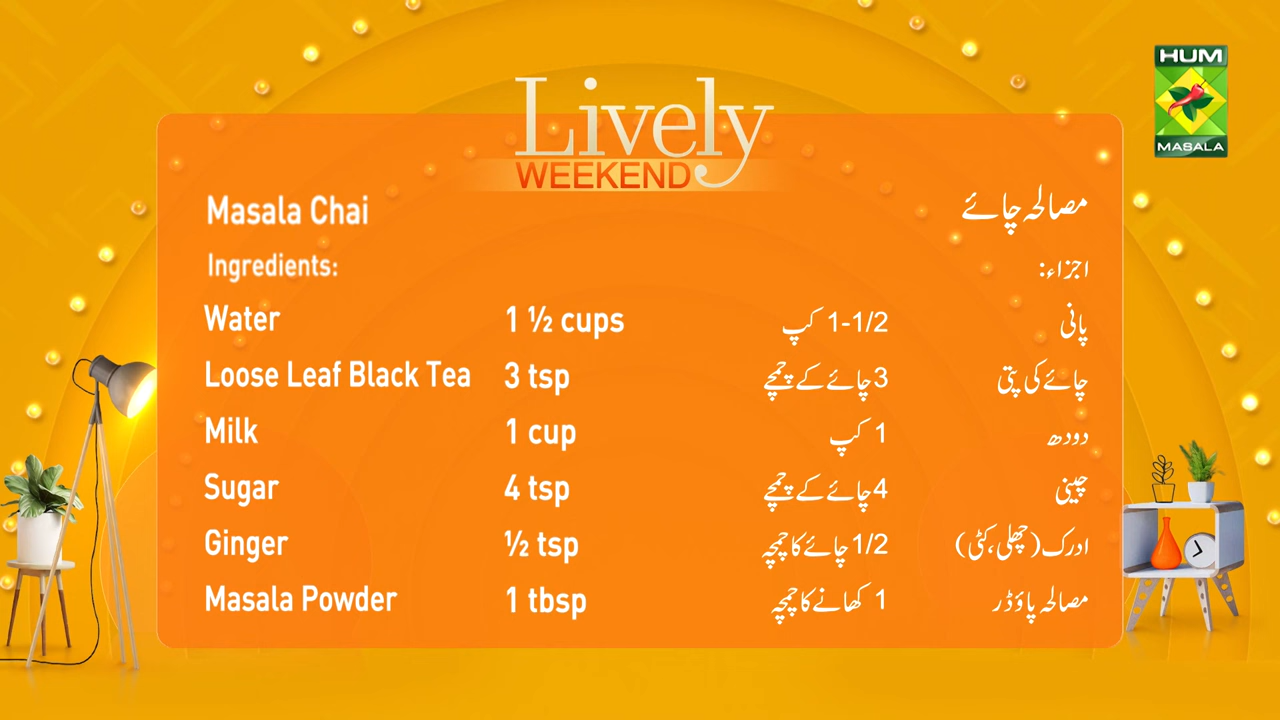 HUM
MASALA
Lively
WEEKEND
Masala Chai مصالحہ چائے
Ingredients: اجزاء:
Water 1 ½ cups 1-1/2 کپ پانی
Loose Leaf Black Tea 3 tsp 3 چائے کے چمچے چائے کی پتی
Milk 1 cup 1 کپ دودھ
Sugar 4 tsp 4 چائے کے چمچے چینی
Ginger ½ tsp 1/2 چائے کا چمچہ ادرک (چھلی، کٹی)
Masala Powder 1 tbsp 1 کھانے کا چمچہ مصالحہ پاؤڈر